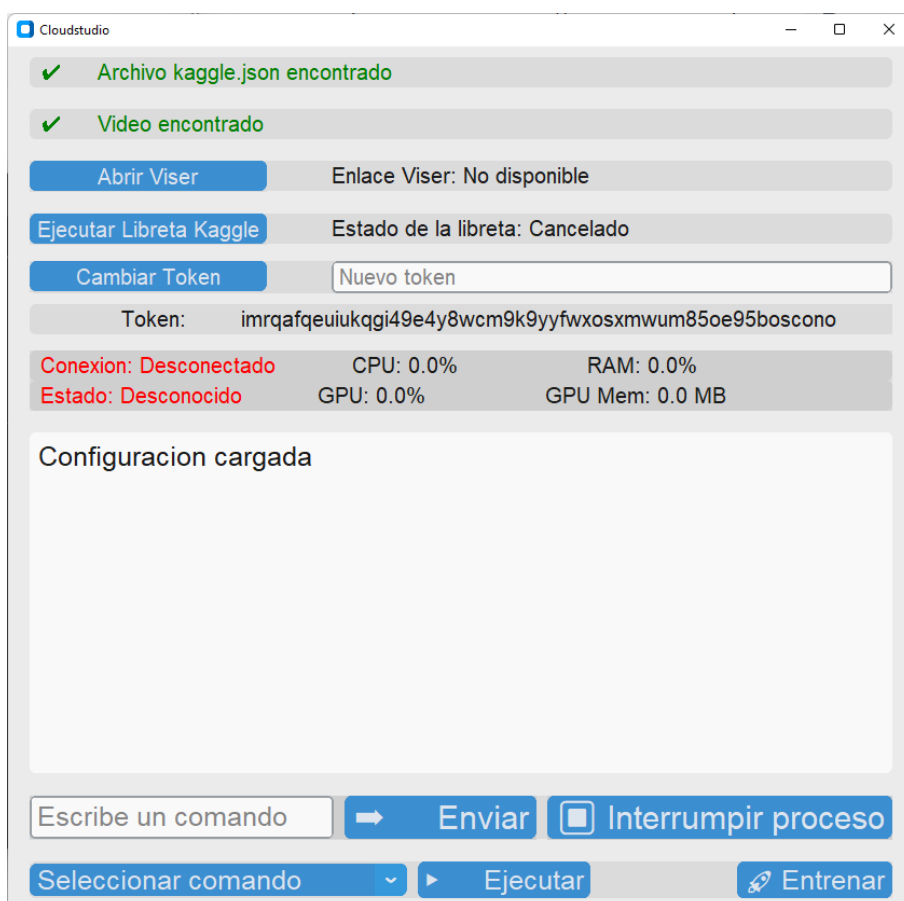 Cloudstudio
Archivo kaggle.json encontrado
Video encontrado
Abrir Viser Enlace Viser: No disponible
Ejecutar Libreta Kaggle Estado de la libreta: Cancelado
Cambiar Token Nuevo token
Token: imrqafqeuiukqgi49e4y8wcm9k9yyfwxosxmwum85oe95boscono
Conexion: Desconectado CPU: 0.0% RAM: 0.0%
Estado: Desconocido GPU: 0.0% GPU Mem: 0.0 MB
Configuracion cargada
Escribe un comando Enviar Interrumpir proceso
Seleccionar comando Ejecutar Entrenar